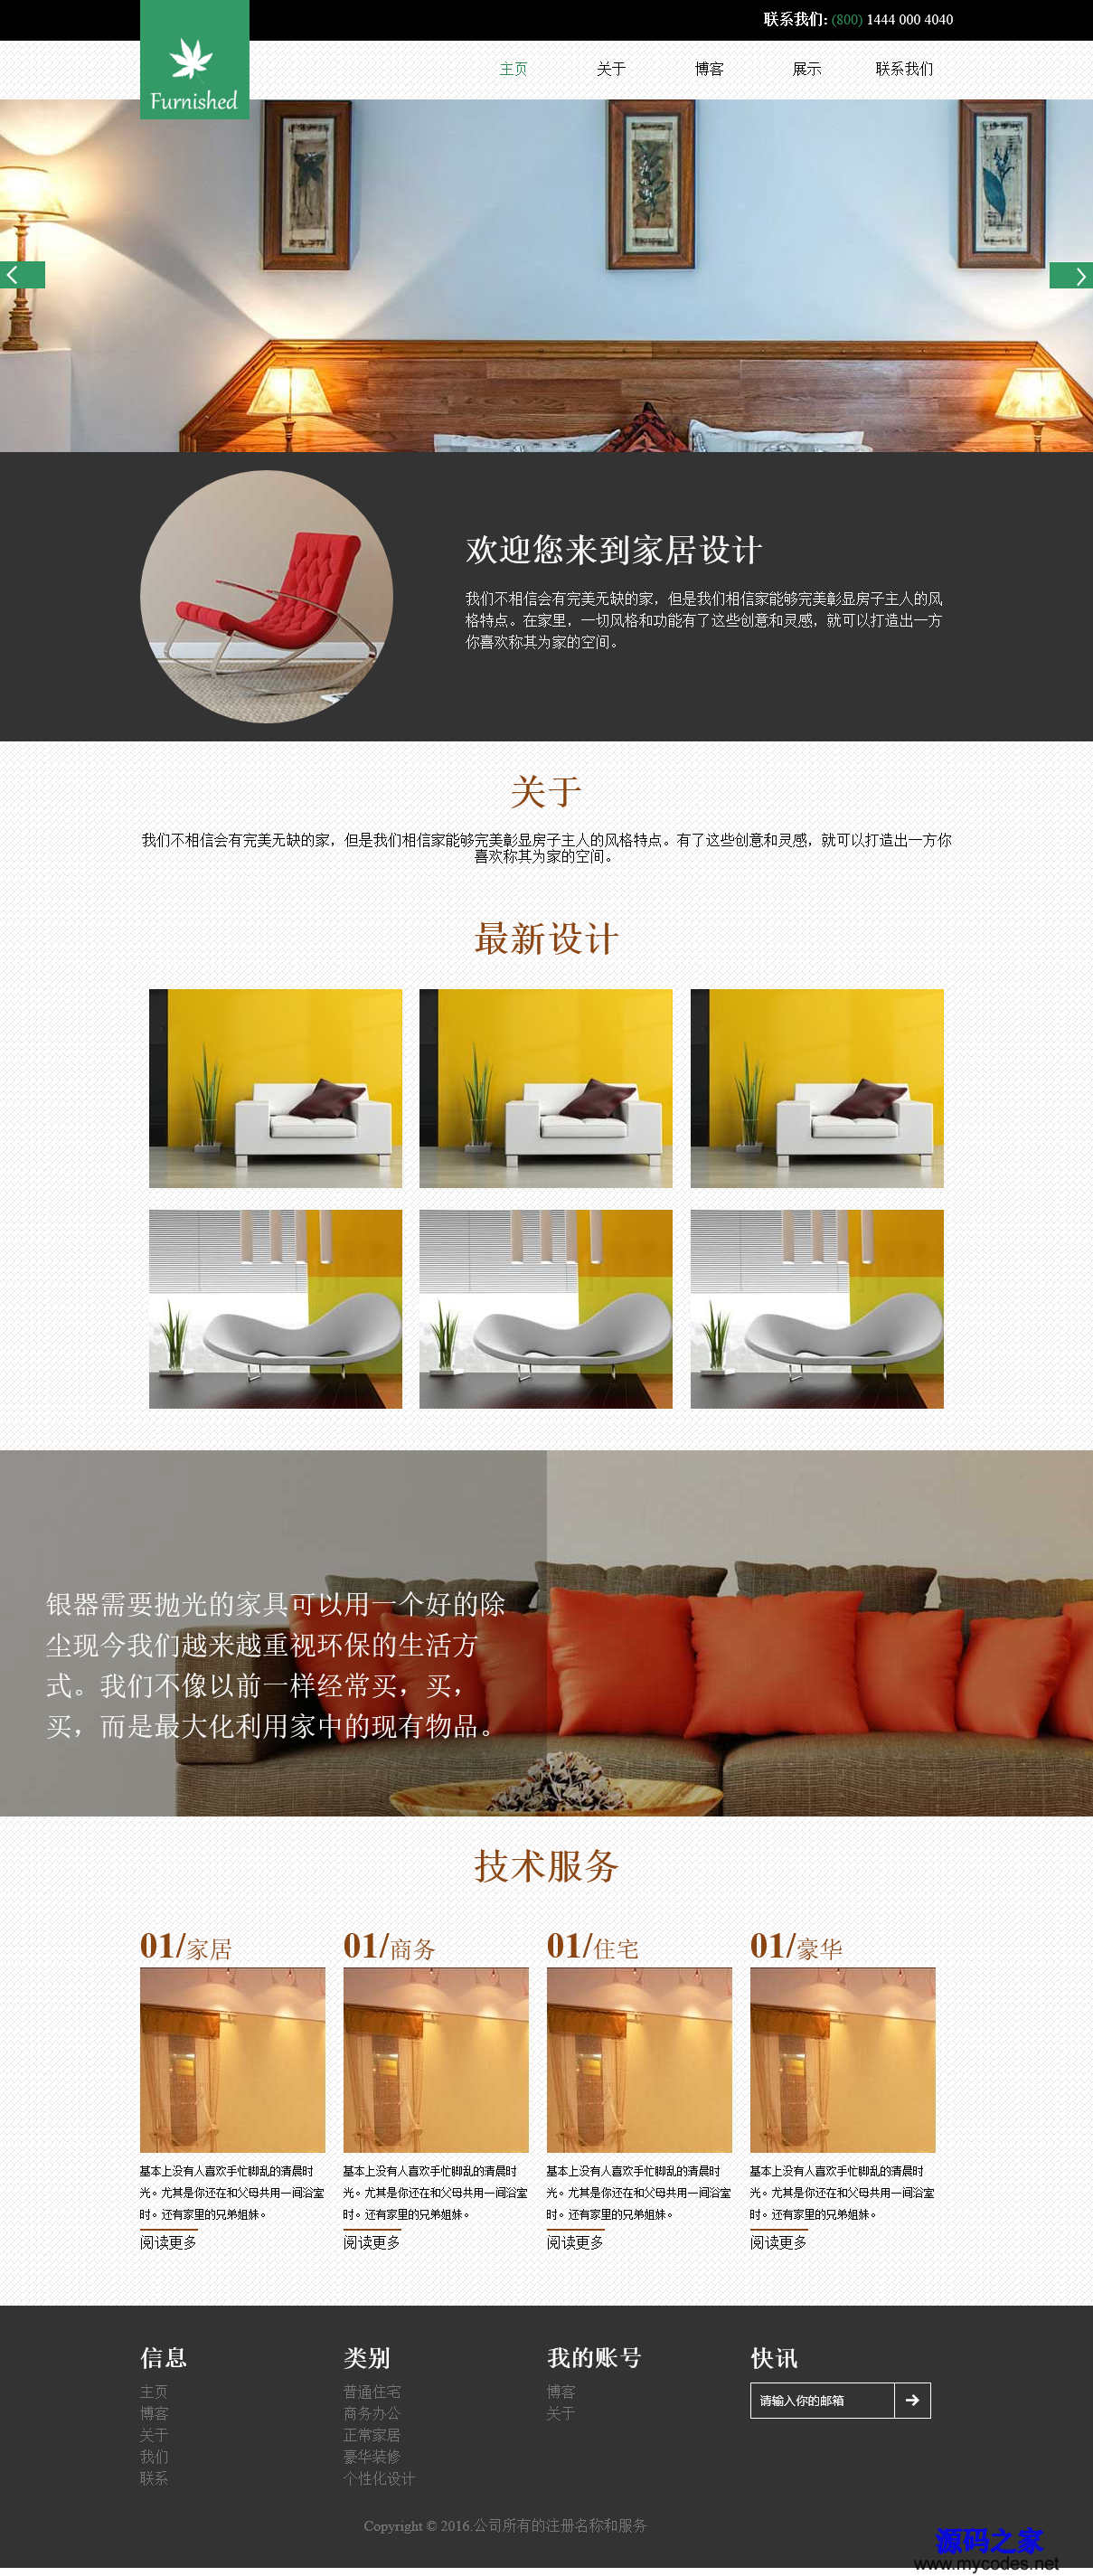 联系我们: (800) 1444 000 4040
Furnished
主页 关于 博客 展示 联系我们
欢迎您来到家居设计
我们不相信会有完美无缺的家，但是我们相信家能够完美彰显房子主人的风
格特点。在家里，一切风格和功能有了这些创意和灵感，就可以打造出一方
你喜欢称其为家的空间。
关于
我们不相信会有完美无缺的家，但是我们相信家能够完美彰显房子主人的风格特点。有了这些创意和灵感，就可以打造出一方你
喜欢称其为家的空间。
最新设计
银器需要抛光的家具可以用一个好的除
尘现今我们越来越重视环保的生活方
式。我们不像以前一样经常买，买，
买，而是最大化利用家中的现有物品。
技术服务
01/家居
基本上没有人喜欢手忙脚乱的清晨时
光。尤其是你还在和父母共用一间浴室
时。还有家里的兄弟姐妹。
阅读更多
01/商务
基本上没有人喜欢手忙脚乱的清晨时
光。尤其是你还在和父母共用一间浴室
时。还有家里的兄弟姐妹。
阅读更多
01/住宅
基本上没有人喜欢手忙脚乱的清晨时
光。尤其是你还在和父母共用一间浴室
时。还有家里的兄弟姐妹。
阅读更多
01/豪华
基本上没有人喜欢手忙脚乱的清晨时
光。尤其是你还在和父母共用一间浴室
时。还有家里的兄弟姐妹。
阅读更多
信息
主页
博客
关于
我们
联系
类别
普通住宅
商务办公
正常家居
豪华装修
个性化设计
我的账号
博客
关于
快讯
请输入你的邮箱
Copyright © 2016.公司所有的注册名称和服务
源码之家
www.mycodes.net